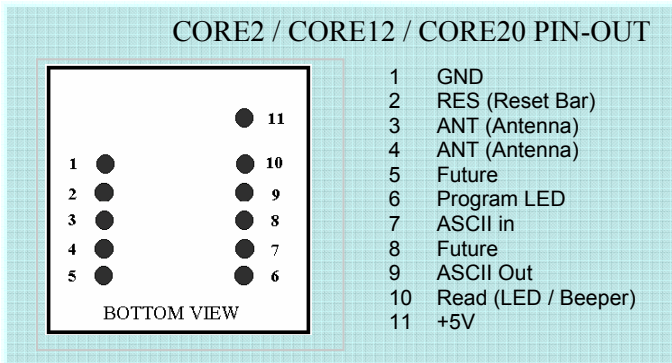 CORE2 / CORE12 / CORE20 PIN-OUT
11
1 10
2 9
3 8
4 7
5 6
BOTTOM VIEW
1 GND
2 RES (Reset Bar)
3 ANT (Antenna)
4 ANT (Antenna)
5 Future
6 Program LED
7 ASCII in
8 Future
9 ASCII Out
10 Read (LED / Beeper)
11 +5V